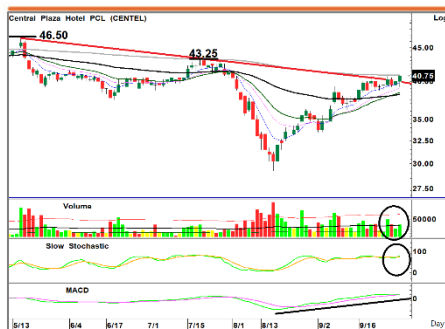 Central Plaza Hotel PCL (CENTEL)
Log
46.50
43.25
45.00
40.75
40.00
35.00
32.50
30.00
27.50
Volume
50000
Slow Stochastic
100
0
MACD
0
5/13 6/4 6/17 7/1 7/15 8/1 8/13 9/2 9/16 Day